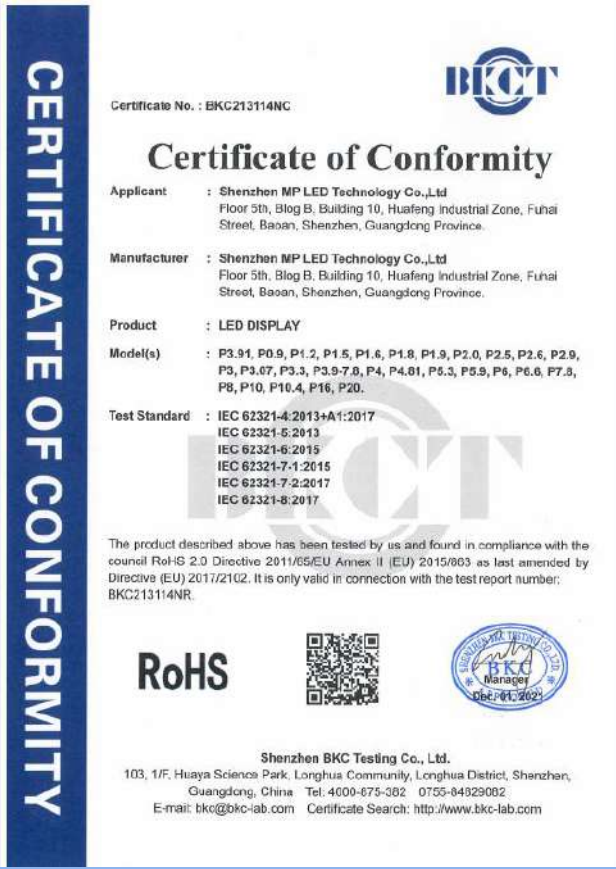 CERTIFICATE OF CONFORMITY
BKCT
Certificate No. : BKC213114NC
Certificate of Conformity
Applicant : Shenzhen MP LED Technology Co.,Ltd
Floor 5th, Blog B, Building 10, Huafeng Industrial Zone, Fuhai
Street, Baoan, Shenzhen, Guangdong Province.
Manufacturer : Shenzhen MP LED Technology Co.,Ltd
Floor 5th, Blog B, Building 10, Huafeng Industrial Zone, Fuhai
Street, Baoan, Shenzhen, Guangdong Province.
Product : LED DISPLAY
Model(s) : P3.91, P0.9, P1.2, P1.5, P1.6, P1.8, P1.9, P2.0, P2.5, P2.6, P2.9,
P3, P3.07, P3.3, P3.9-7.8, P4, P4.81, P5.3, P5.9, P6, P6.6, P7.8,
P8, P10, P10.4, P16, P20.
Test Standard : IEC 62321-4:2013+A1:2017
IEC 62321-5:2013
IEC 62321-6:2015
IEC 62321-7-1:2015
IEC 62321-7-2:2017
IEC 62321-8:2017
BKCT
The product described above has been tested by us and found in compliance with the
council RoHS 2.0 Directive 2011/65/EU Annex II (EU) 2015/863 as last amended by
Directive (EU) 2017/2102. It is only valid in connection with the test report number:
BKC213114NR.
RoHS
SHENZHEN BKC TESTING CO., LTD.
BKC
Manager
Dec. 01, 2021
Shenzhen BKC Testing Co., Ltd.
103, 1/F, Huaya Science Park, Longhua Community, Longhua District, Shenzhen,
Guangdong, China Tel: 4000-875-382 0755-84829082
E-mail: bkc@bkc-lab.com Certificate Search: http://www.bkc-lab.com